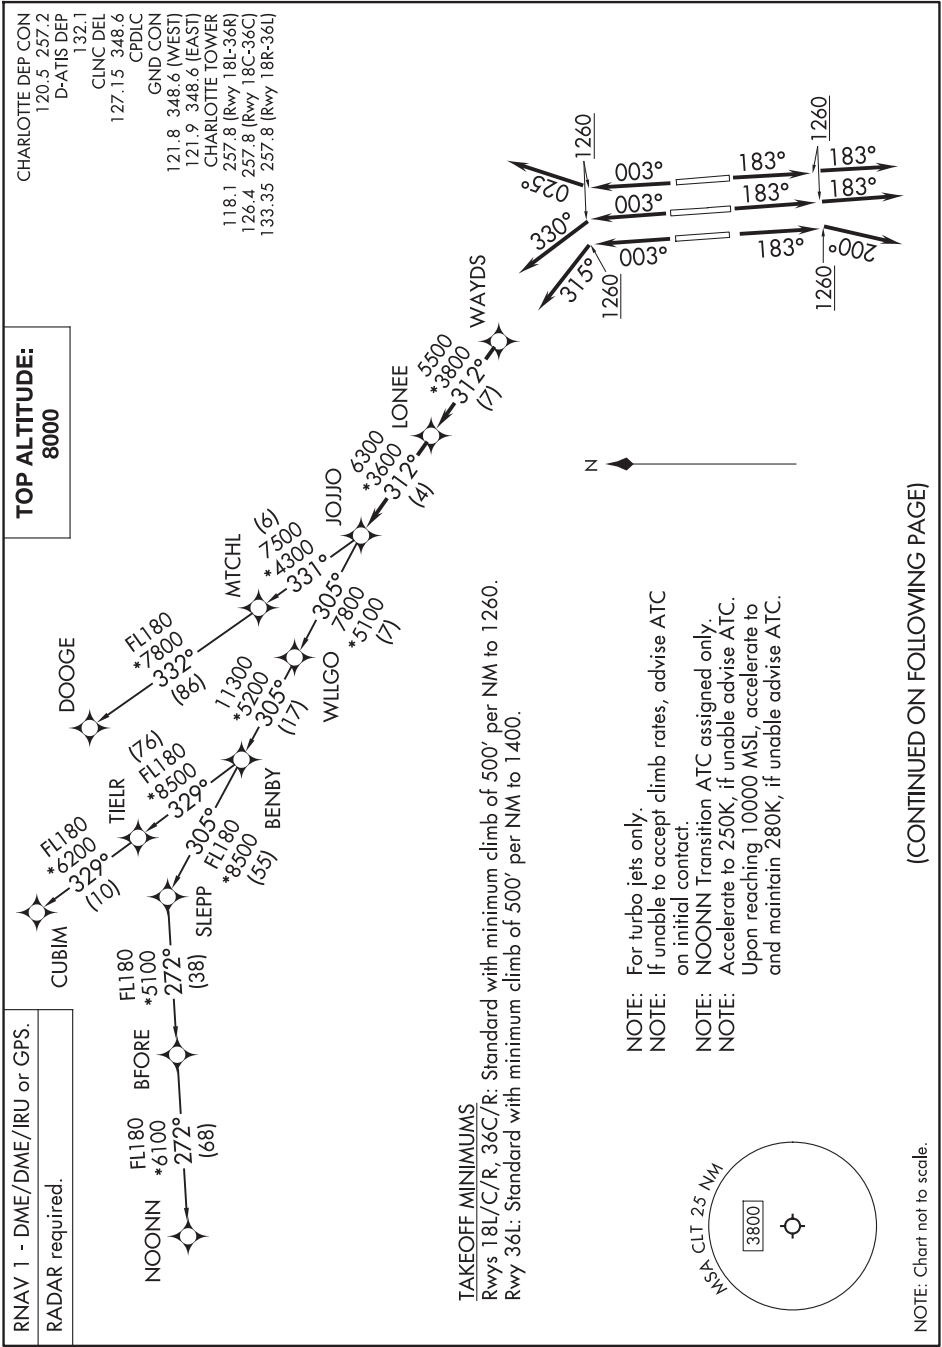 RNAV 1 - DME/DME/IRU or GPS.
RADAR required.
TOP ALTITUDE:
8000
CHARLOTTE DEP CON
120.5 257.2
D-ATIS DEP
132.1
CLNC DEL
127.15 348.6
CPDLC
GND CON
121.8 348.6 (WEST)
121.9 348.6 (EAST)
CHARLOTTE TOWER
118.1 257.8 (Rwy 18L-36R)
126.4 257.8 (Rwy 18C-36C)
133.35 257.8 (Rwy 18R-36L)
CUBIM
FL180
*6200
329°
(10)
TIELR
(76)
FL180
*8500
329°
DOOGE
FL180
*7800
332°
(86)
MTCHL
(6)
7500
*4300
331°
NOONN
FL180
*6100
272°
(68)
BFORE
FL180
*5100
272°
(38)
SLEPP
305°
FL180
*8500
(55)
BENBY
11300
*5200
305°
(17)
WLLGO
305°
7800
*5100
(7)
JOJJO
6300
*3600
312°
(4)
LONEE
5500
*3800
312°
(7)
WAYDS
025°
330°
315°
1260
1260
003°
003°
003°
183°
183°
183°
1260
1260
183°
183°
200°
N
TAKEOFF MINIMUMS
Rwys 18L/C/R, 36C/R: Standard with minimum climb of 500' per NM to 1260.
Rwy 36L: Standard with minimum climb of 500' per NM to 1400.
NOTE: For turbo jets only.
NOTE: If unable to accept climb rates, advise ATC
on initial contact.
NOTE: NOONN Transition ATC assigned only.
NOTE: Accelerate to 250K, if unable advise ATC.
Upon reaching 10000 MSL, accelerate to
and maintain 280K, if unable advise ATC.
MSA CLT 25 NM
3800
NOTE: Chart not to scale.
(CONTINUED ON FOLLOWING PAGE)